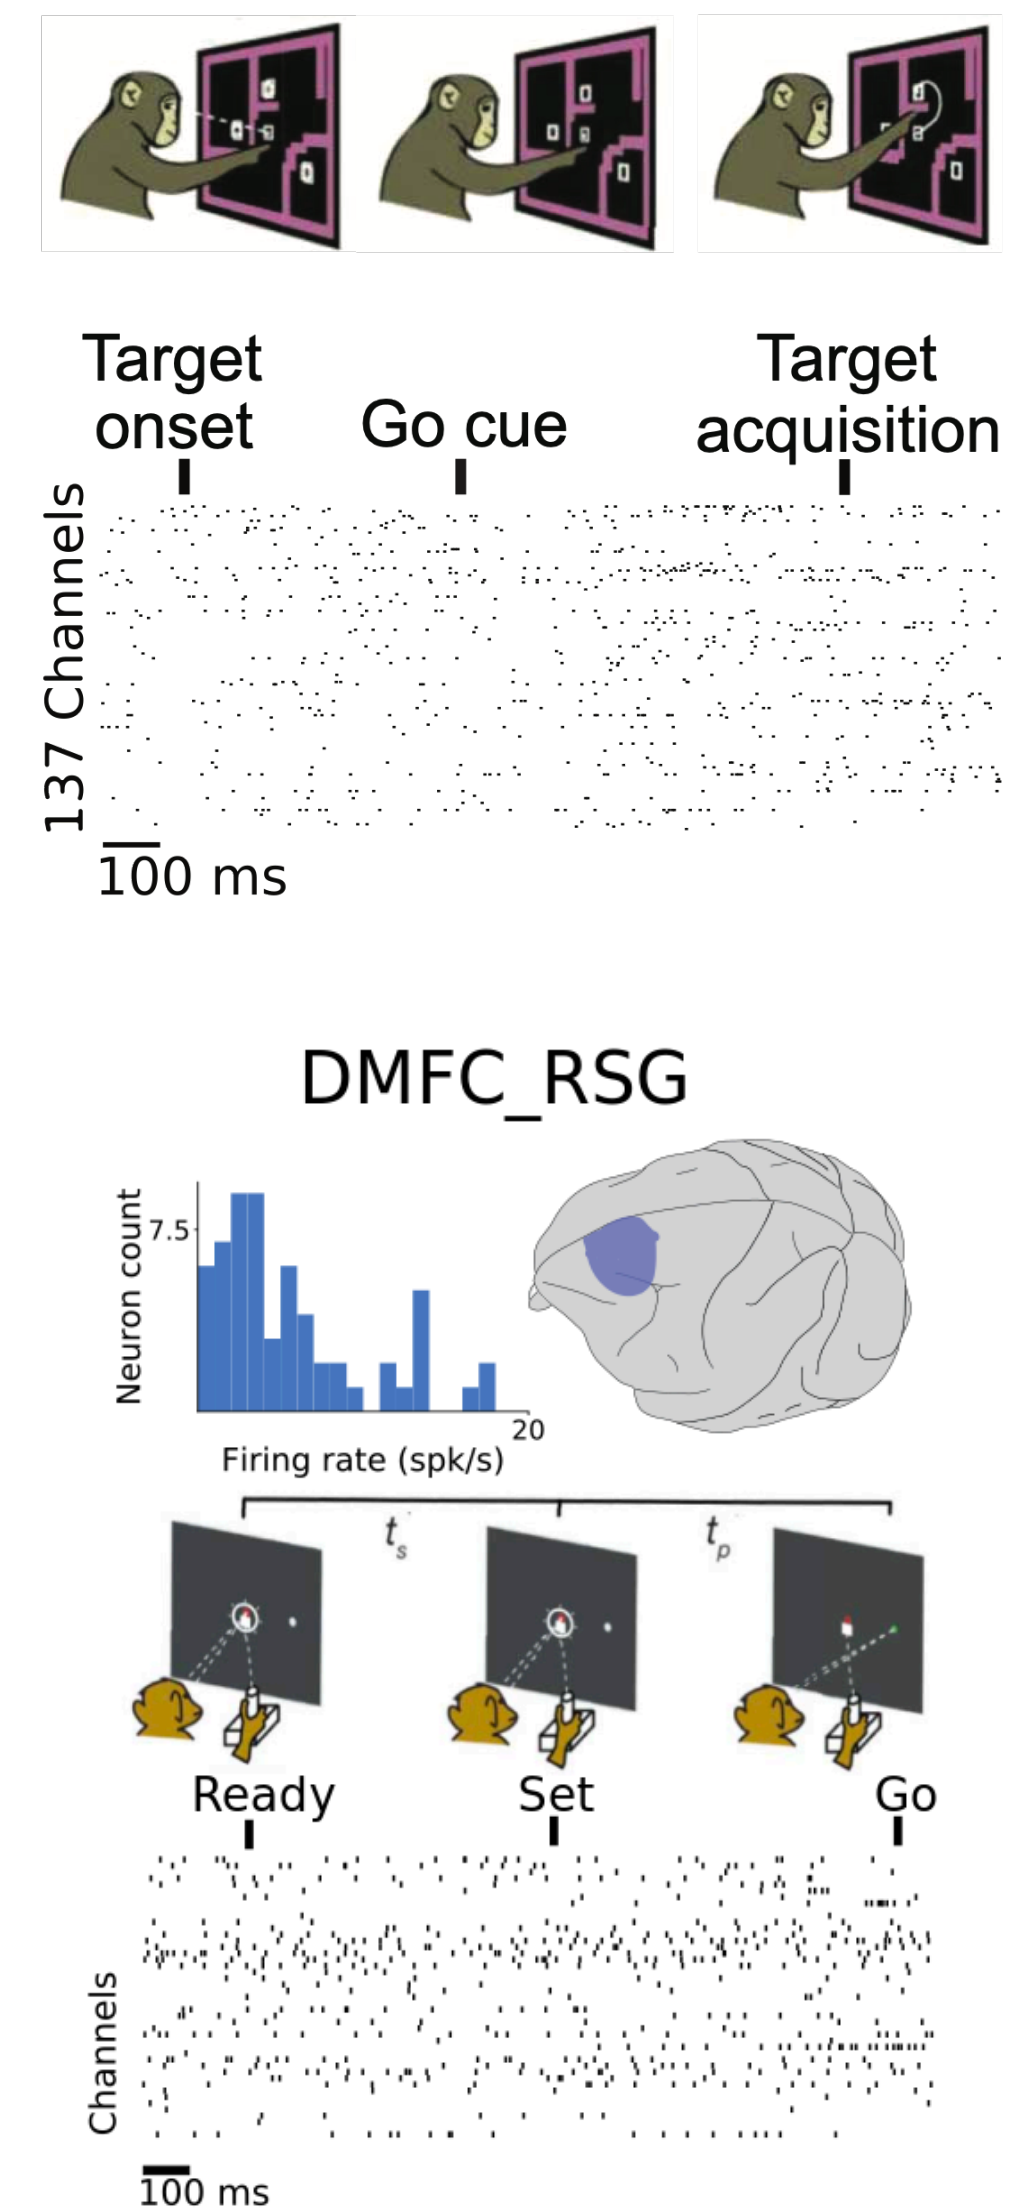 Target
onset
Go cue
Target
acquisition
137 Channels
100 ms
DMFC_RSG
Neuron count
7.5
20
Firing rate (spk/s)
ts
tp
Ready
Set
Go
Channels
100 ms